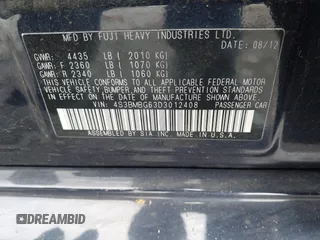 MFD BY FUJI HEAVY INDUSTRIES LTD.
DATE: 08/12
GVWR: 4435 LB ( 2010 KG)
GAWR: F 2360 LB ( 1070 KG)
GAWR: R 2340 LB ( 1060 KG)
THIS VEHICLE CONFORMS TO ALL APPLICABLE FEDERAL MOTOR
VEHICLE SAFETY, BUMPER, AND THEFT PREVENTION STANDARDS
IN EFFECT ON THE DATE OF MANUFACTURE SHOWN ABOVE.
VIN: 4S3BMBG63D3012408 PASSENGER CAR
ASSEMBLED BY SIA INC. MADE IN U.S.A.
DREAMBID